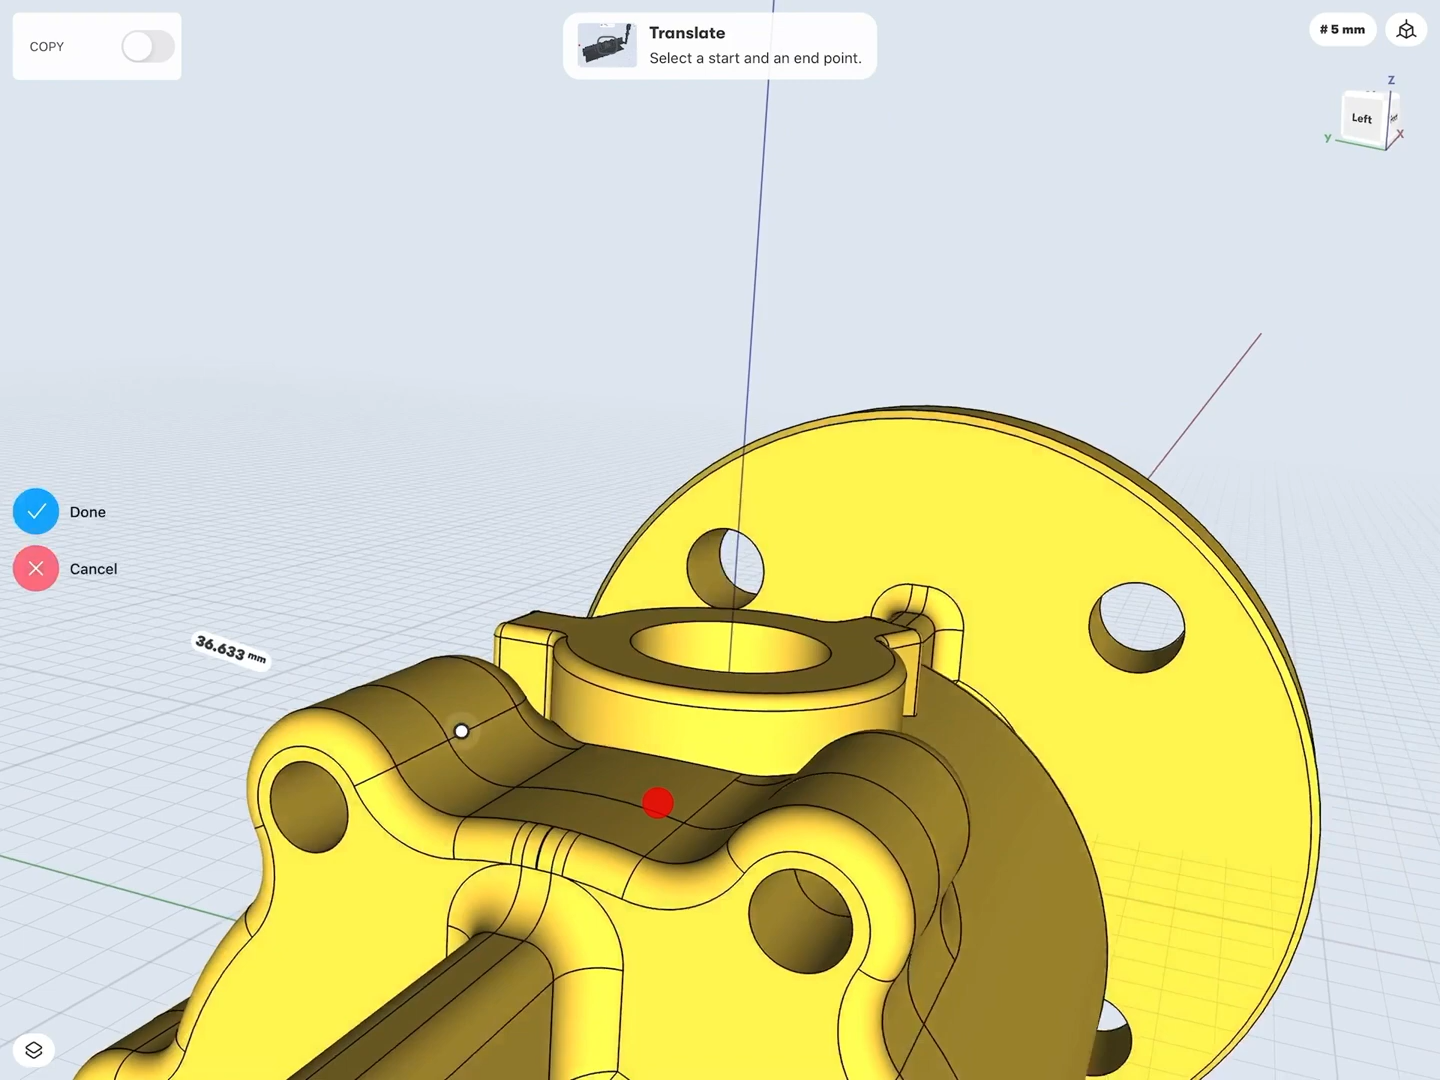 COPY
Translate
Select a start and an end point.
# 5 mm
Z
Left
y
X
Done
Cancel
36.633 mm